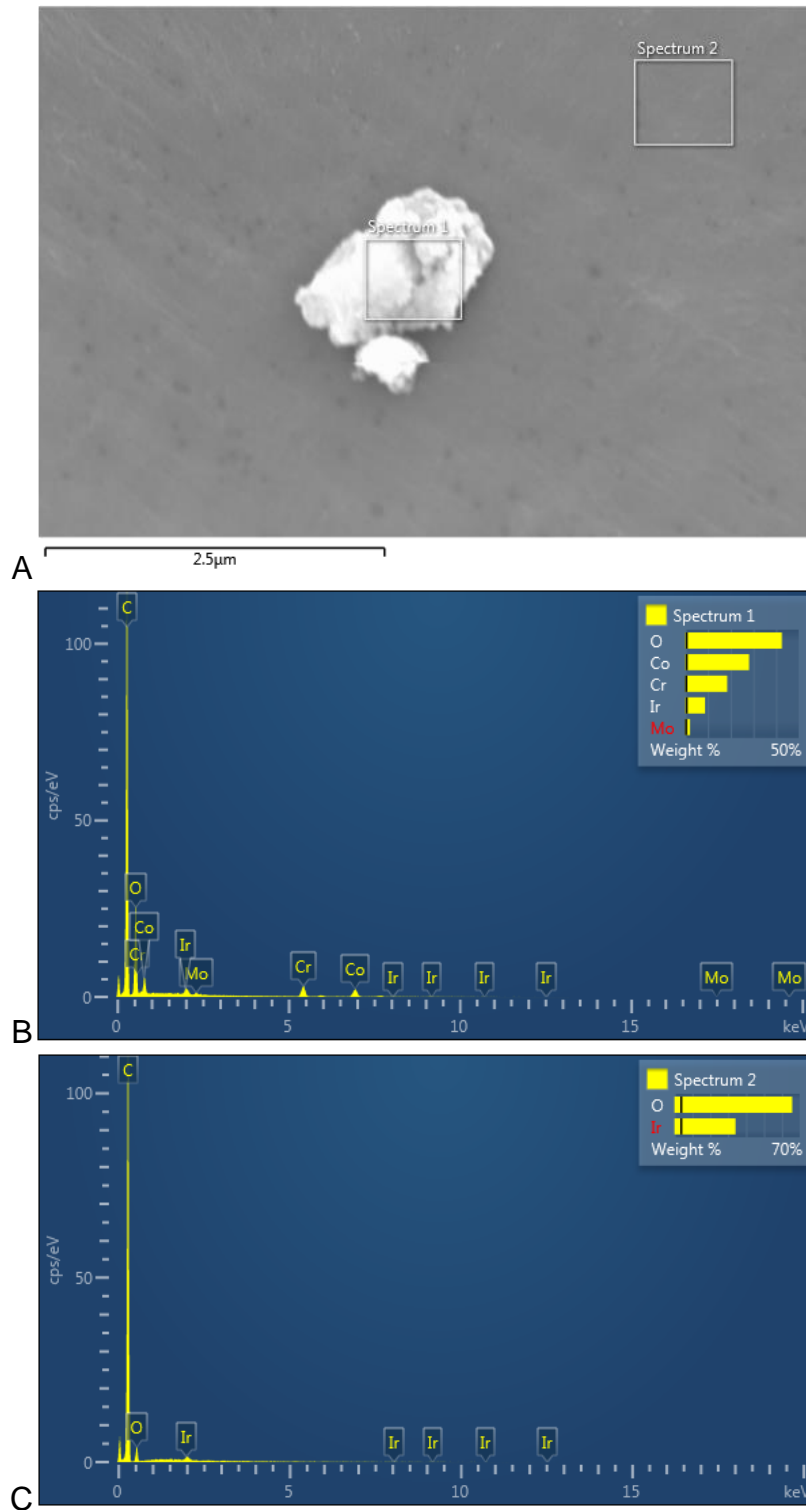 Spectrum 2
Spectrum 1
A
2.5µm
C
Spectrum 1
O
Co
Cr
Ir
Mo
Weight % 50%
100
cps/eV
50
O
Co
Cr
Ir
Mo
Cr
Co
Ir
Ir
Ir
Ir
Mo
Mo
0
B
0 5 10 15 keV
C
Spectrum 2
O
Ir
Weight % 70%
100
cps/eV
50
O
Ir
Ir
Ir
Ir
Ir
0
C
0 5 10 15 keV